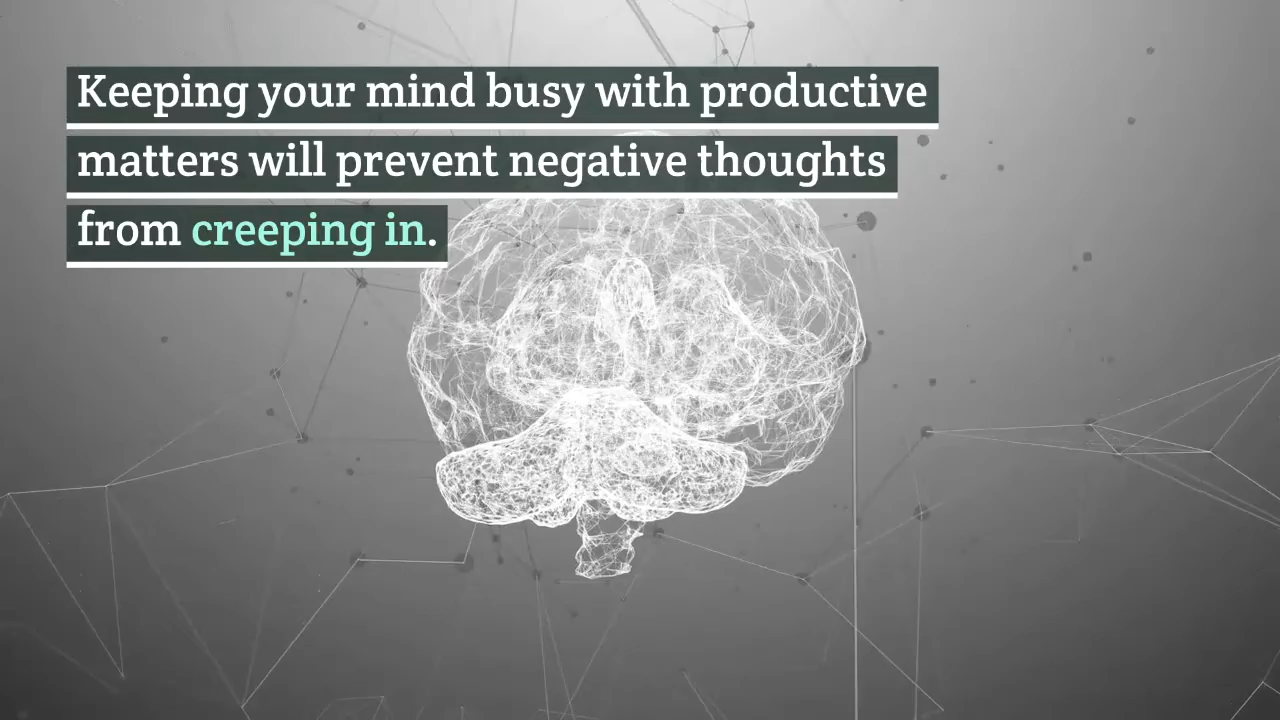 Keeping your mind busy with productive
matters will prevent negative thoughts
from creeping in.